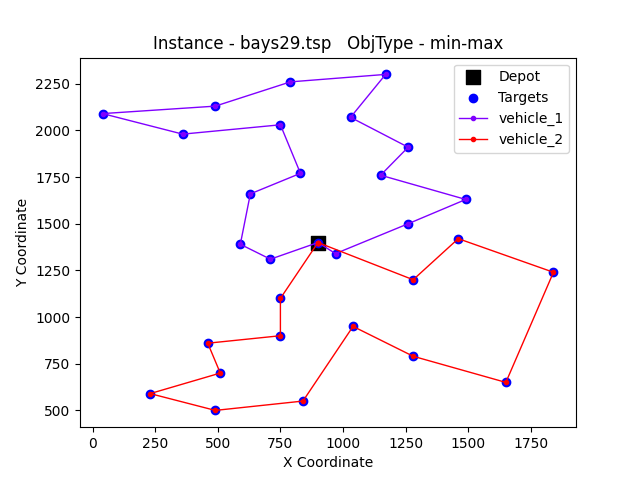 Instance - bays29.tsp   ObjType - min-max
Depot
Targets
vehicle_1
vehicle_2
Y Coordinate
2250
2000
1750
1500
1250
1000
750
500
0
250
500
750
1000
1250
1500
1750
X Coordinate